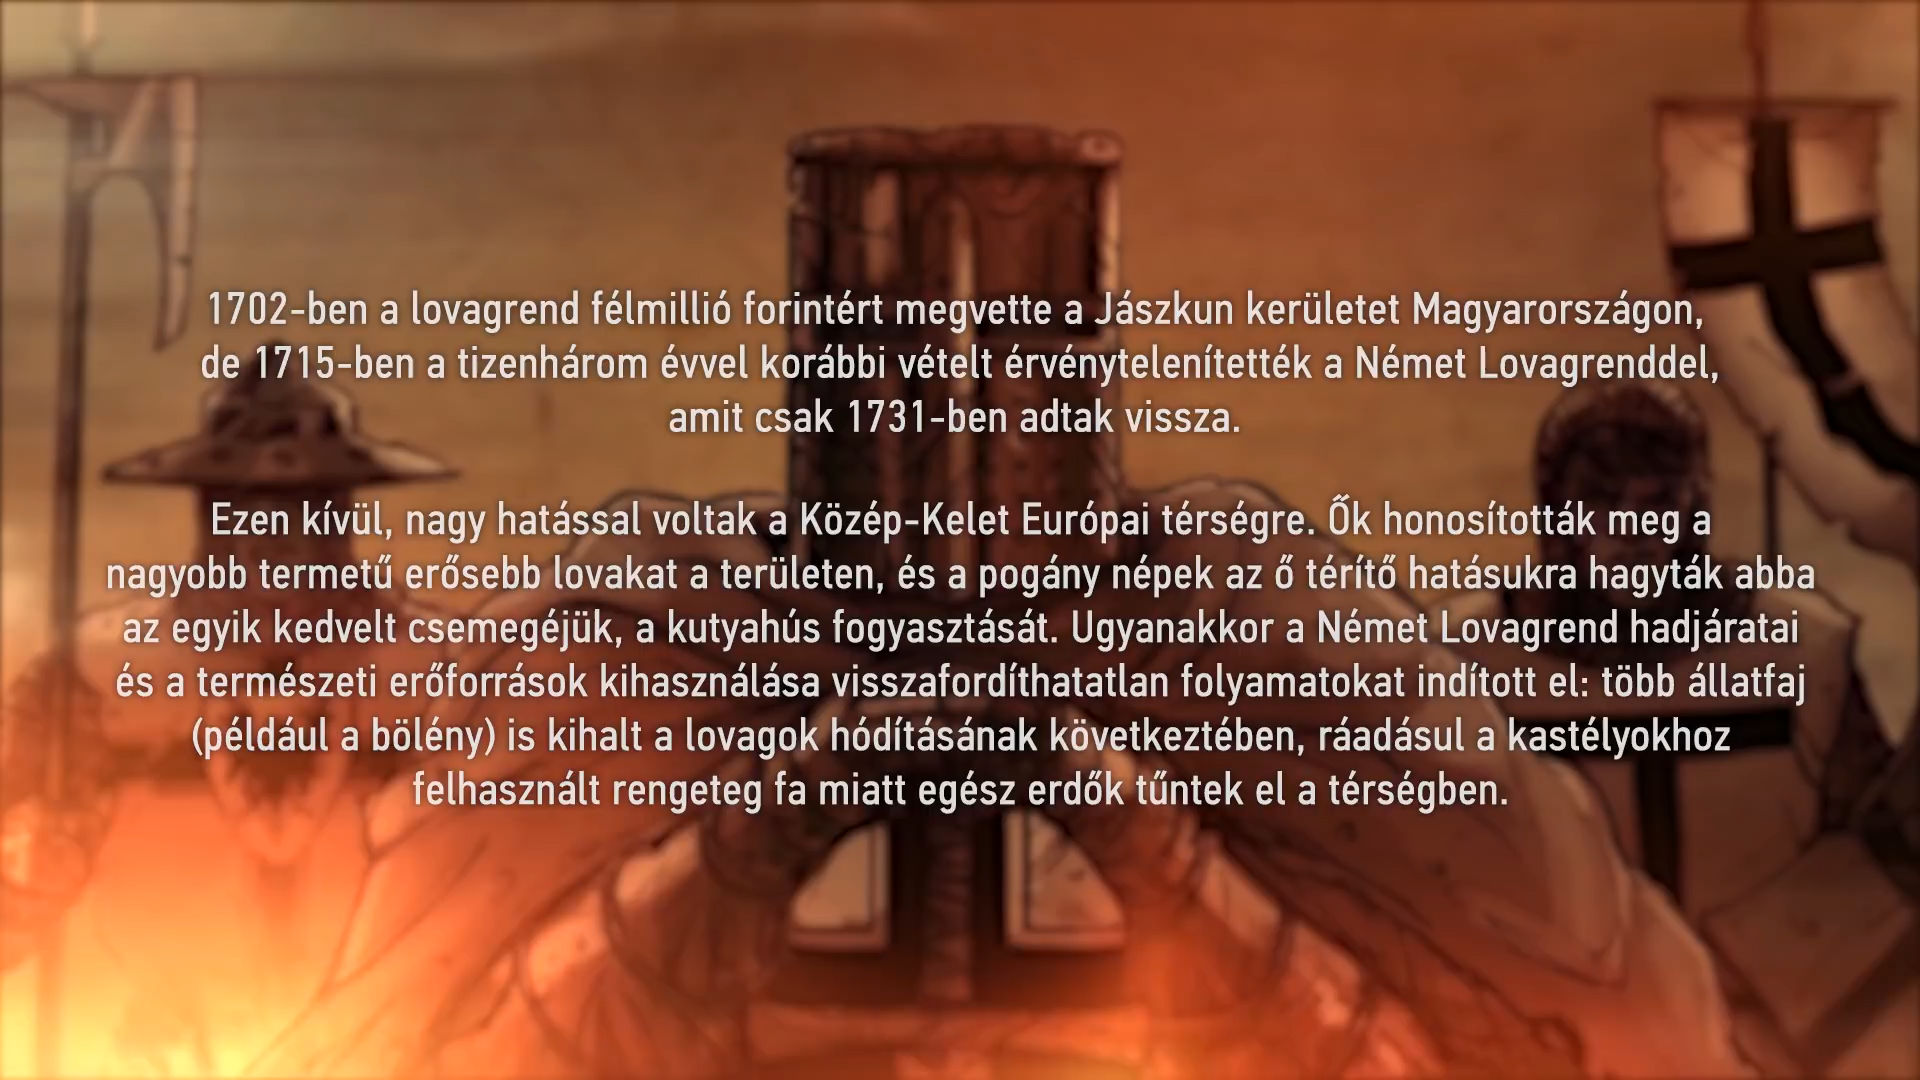 1702-ben a lovagrend félmillió forintért megvette a Jászkun kerületet Magyarországon,
de 1715-ben a tizenhárom évvel korábbi vételt érvénytelenítették a Német Lovagrenddel,
amit csak 1731-ben adtak vissza.
Ezen kívül, nagy hatással voltak a Közép-Kelet Európai térségre. Ők honosították meg a
nagyobb termetű erősebb lovakat a területen, és a pogány népek az ő térítő hatásukra hagyták abba
az egyik kedvelt csemegéjük, a kutyahús fogyasztását. Ugyanakkor a Német Lovagrend hadjáratai
és a természeti erőforrások kihasználása visszafordíthatatlan folyamatokat indított el: több állatfaj
(például a bölény) is kihalt a lovagok hódításának következtében, ráadásul a kastélyokhoz
felhasznált rengeteg fa miatt egész erdők tűntek el a térségben.